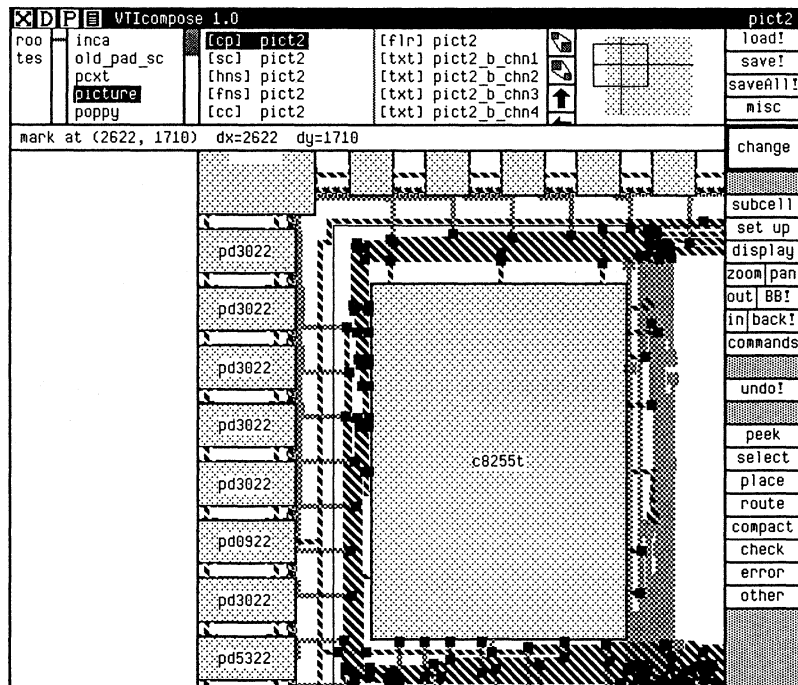 VTIcompose 1.0 pict2
roo
tes
inca
old_pad_sc
pcxt
picture
poppy
[cp] pict2
[sc] pict2
[hns] pict2
[fns] pict2
[cc] pict2
[flr] pict2
[txt] pict2_b_chn1
[txt] pict2_b_chn2
[txt] pict2_b_chn3
[txt] pict2_b_chn4
load!
save!
saveAll!
misc
mark at (2622, 1710) dx=2622 dy=1710
change
subcell
set up
display
zoom pan
out BB!
in back!
commands
undo!
peek
select
place
route
compact
check
error
other
pd3022
pd3022
pd3022
pd3022
pd3022
pd0922
pd3022
pd5322
c8255t